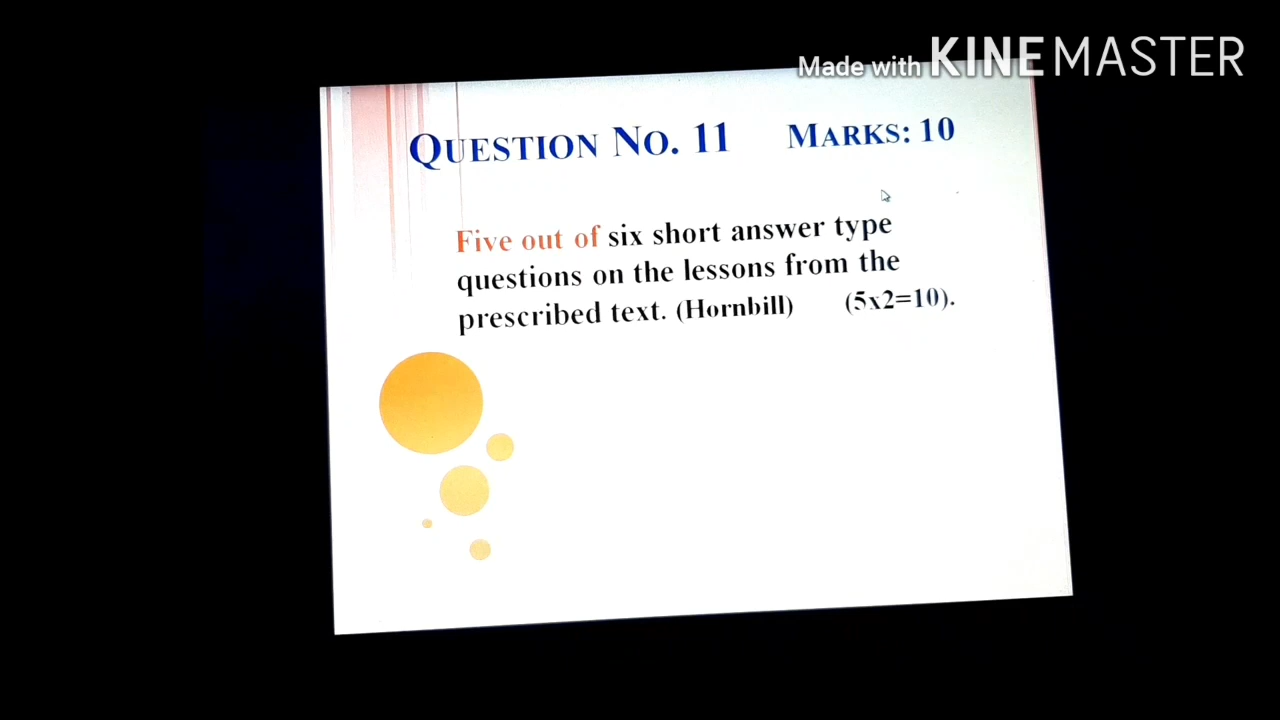 Made with KINEMASTER
QUESTION NO. 11 MARKS: 10
Five out of six short answer type
questions on the lessons from the
prescribed text. (Hornbill) (5x2=10).